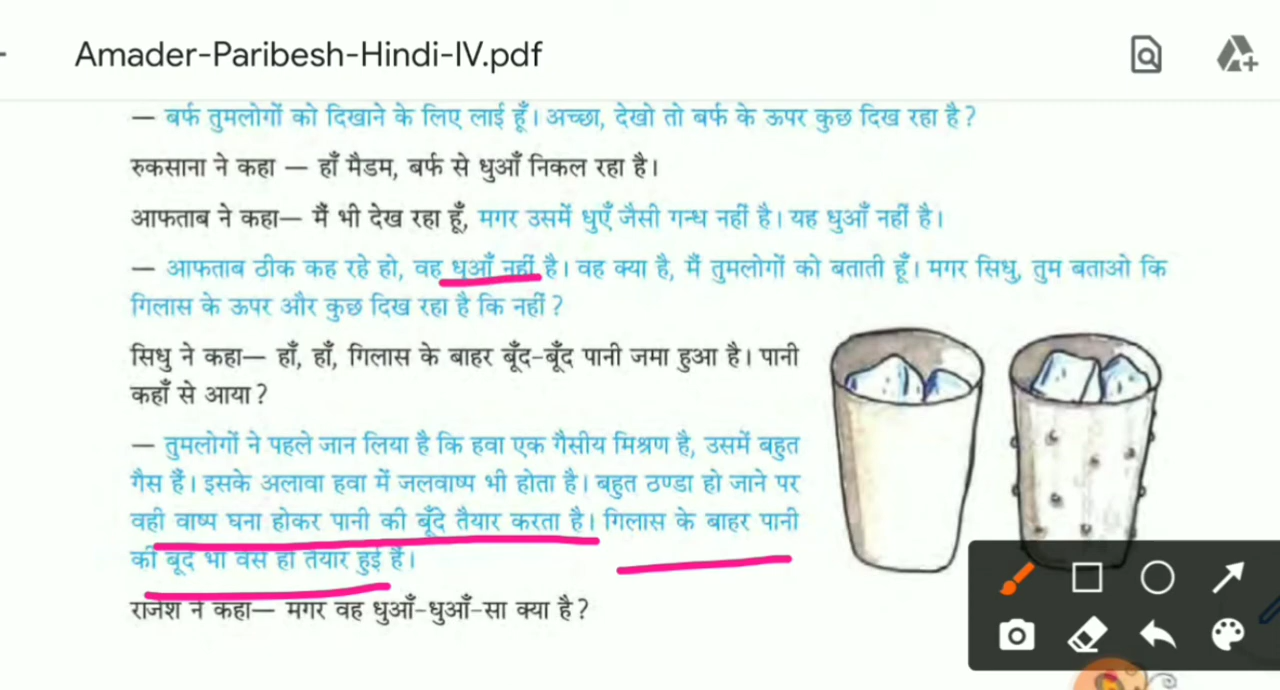 Amader-Paribesh-Hindi-IV.pdf
— बर्फ तुमलोगों को दिखाने के लिए लाई हूँ। अच्छा, देखो तो बर्फ के ऊपर कुछ दिख रहा है?
रुकसाना ने कहा — हाँ मैडम, बर्फ से धुआँ निकल रहा है।
आफताब ने कहा— मैं भी देख रहा हूँ, मगर उसमें धुएँ जैसी गन्ध नहीं है। यह धुआँ नहीं है।
— आफताब ठीक कह रहे हो, वह धुआँ नहीं है। वह क्या है, मैं तुमलोगों को बताती हूँ। मगर सिधु, तुम बताओ कि
गिलास के ऊपर और कुछ दिख रहा है कि नहीं?
सिधु ने कहा— हाँ, हाँ, गिलास के बाहर बूँद-बूँद पानी जमा हुआ है। पानी
कहाँ से आया?
— तुमलोगों ने पहले जान लिया है कि हवा एक गैसीय मिश्रण है, उसमें बहुत
गैस हैं। इसके अलावा हवा में जलवाष्प भी होता है। बहुत ठण्डा हो जाने पर
वही वाष्प घना होकर पानी की बूँदे तैयार करता है। गिलास के बाहर पानी
की बूँदे भी वैसे ही तैयार हुई हैं।
राजेश ने कहा— मगर वह धुआँ-धुआँ-सा क्या है?